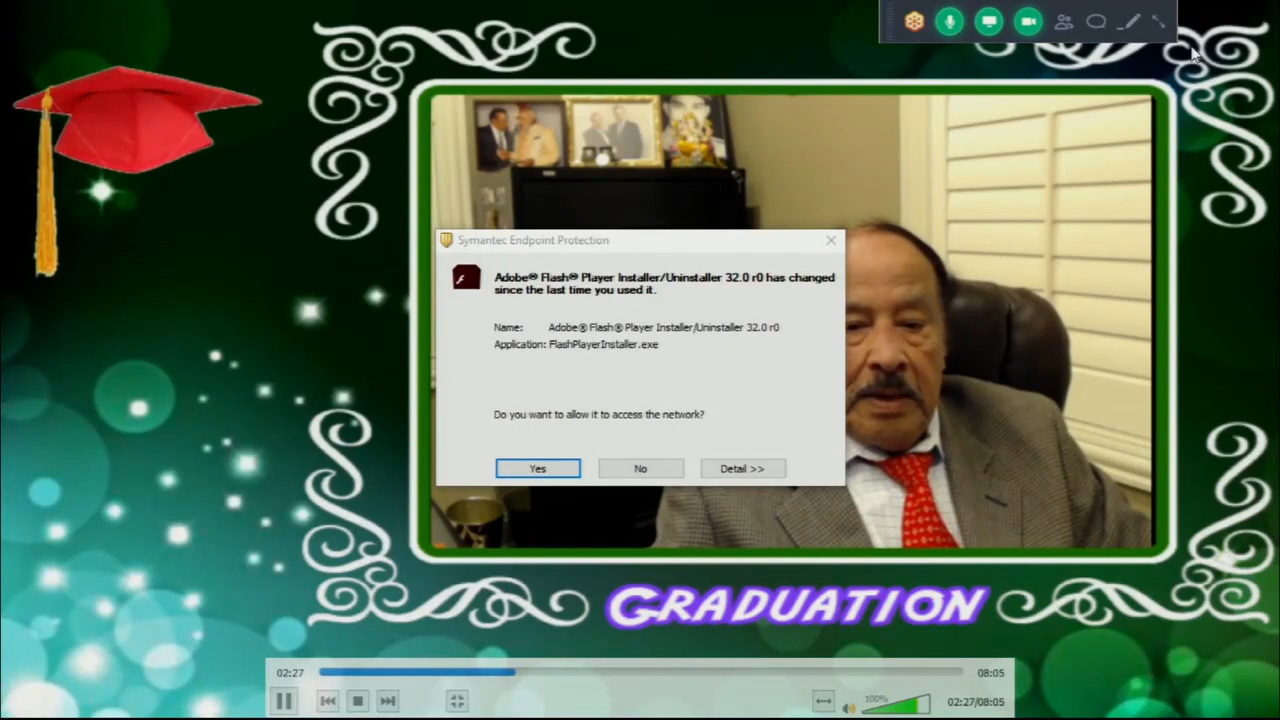 Symantec Endpoint Protection
Adobe® Flash® Player Installer/Uninstaller 32.0 r0 has changed
since the last time you used it.
Name: Adobe® Flash® Player Installer/Uninstaller 32.0 r0
Application: FlashPlayerInstaller.exe
Do you want to allow it to access the network?
Yes No Detail >>
GRADUATION
02:27 08:05
100%
02:27/08:05